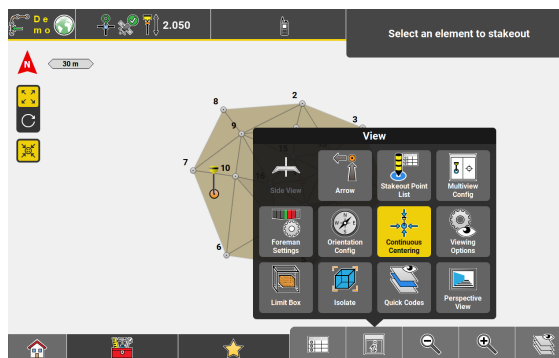 De
mo
2.050
Select an element to stakeout
N
30 m
8
2
3
9
7
10
6
View
Side View
Arrow
Stakeout Point
List
Multiview
Config
Foreman
Settings
Orientation
Config
Continuous
Centering
Viewing
Options
Limit Box
Isolate
Quick Codes
Perspective
View